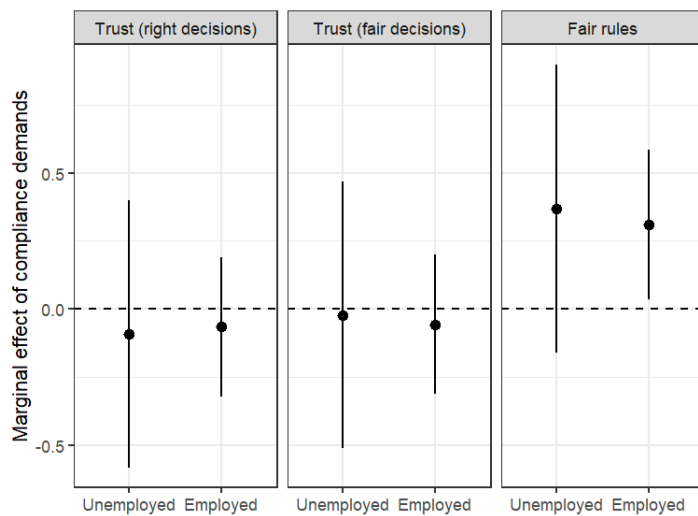 Trust (right decisions) Trust (fair decisions) Fair rules
Marginal effect of compliance demands
0.5
0.0
-0.5
Unemployed Employed Unemployed Employed Unemployed Employed